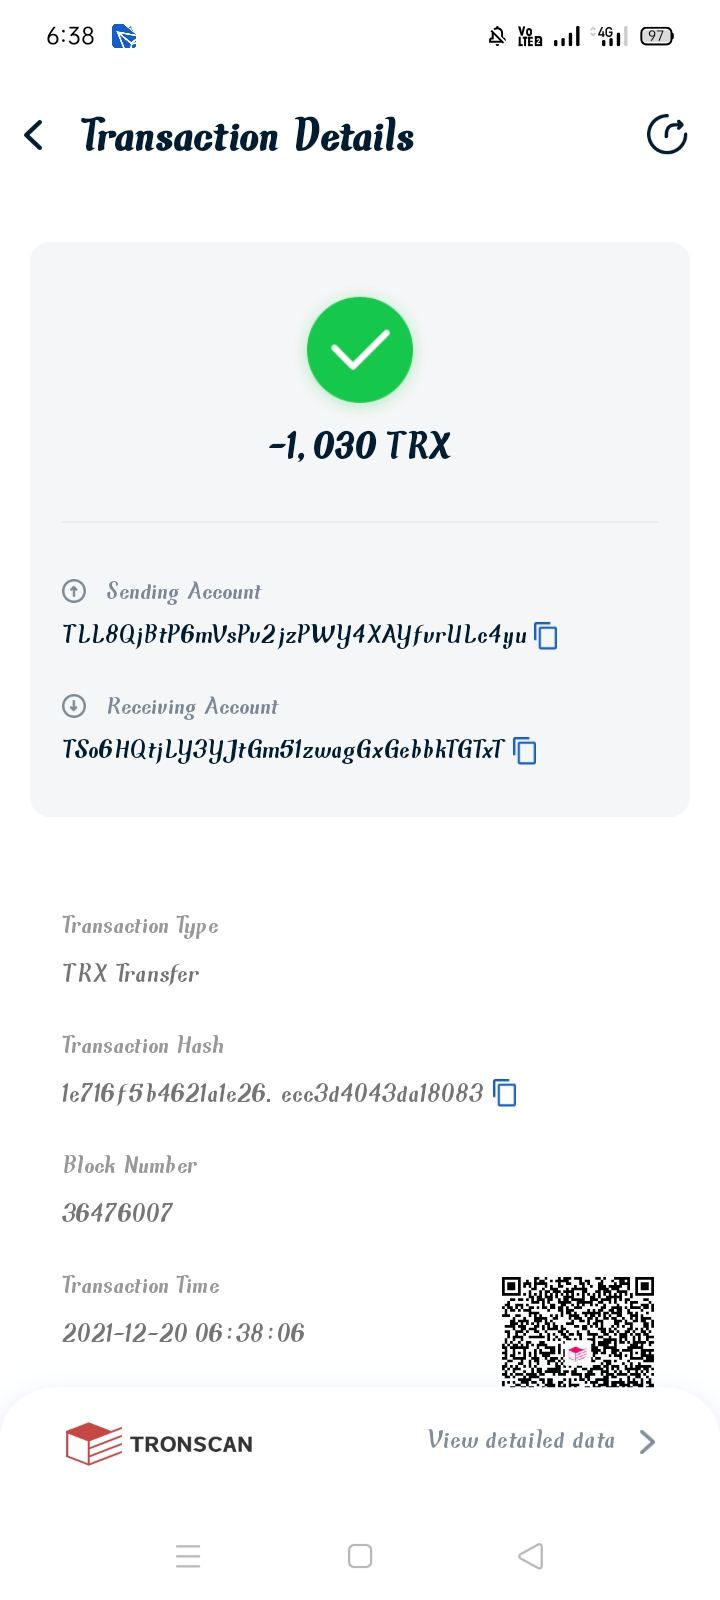 6:38
Vo LTE2 4G 97
Transaction Details
-1,030 TRX
Sending Account
TLL8QjBtP6mVsPv2jzPWY4XAYfvrULc4yu
Receiving Account
TSo6HQtjLY3YJtGm51zwagGxGebbkTGTxT
Transaction Type
TRX Transfer
Transaction Hash
1e716f5b4621a1e26. ecc3d4043da18083
Block Number
36476007
Transaction Time
2021-12-20 06:38:06
TRONSCAN
View detailed data